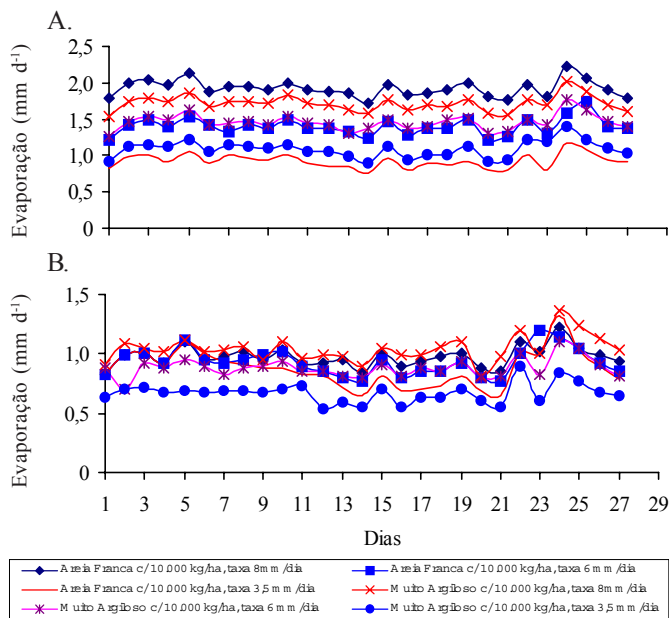 A.
Evaporação (mm d-1)
2,5
2,0
1,5
1,0
0,5
0
B.
Evaporação (mm d-1)
1,5
1,0
0,5
0
1 3 5 7 9 11 13 15 17 19 21 23 25 27 29
Dias
Areia Franca c/10.000 kg/ha, taxa 8mm/dia
Areia Franca c/10.000 kg/ha, taxa 6 mm/dia
Areia Franca c/10.000 kg/ha, taxa 3,5 mm/dia
Muito Argiloso c/10.000 kg/ha, taxa 8mm/dia
Muito Argiloso c/10.000 kg/ha, taxa 6 mm/dia
Muito Argiloso c/10.000 kg/ha, taxa 3,5 mm/dia